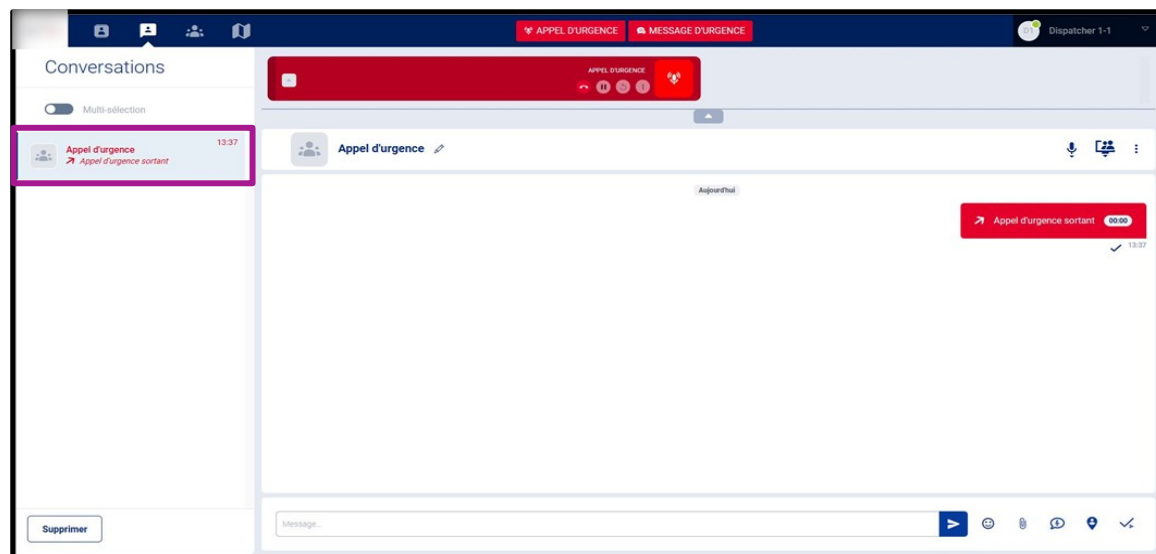 APPEL D'URGENCE
MESSAGE D'URGENCE
D1
Dispatcher 1-1
Conversations
Multi-sélection
Appel d'urgence
13:37
Appel d'urgence sortant
APPEL D'URGENCE
Appel d'urgence
Aujourd'hui
Appel d'urgence sortant 00:00
13:37
Supprimer
Message...